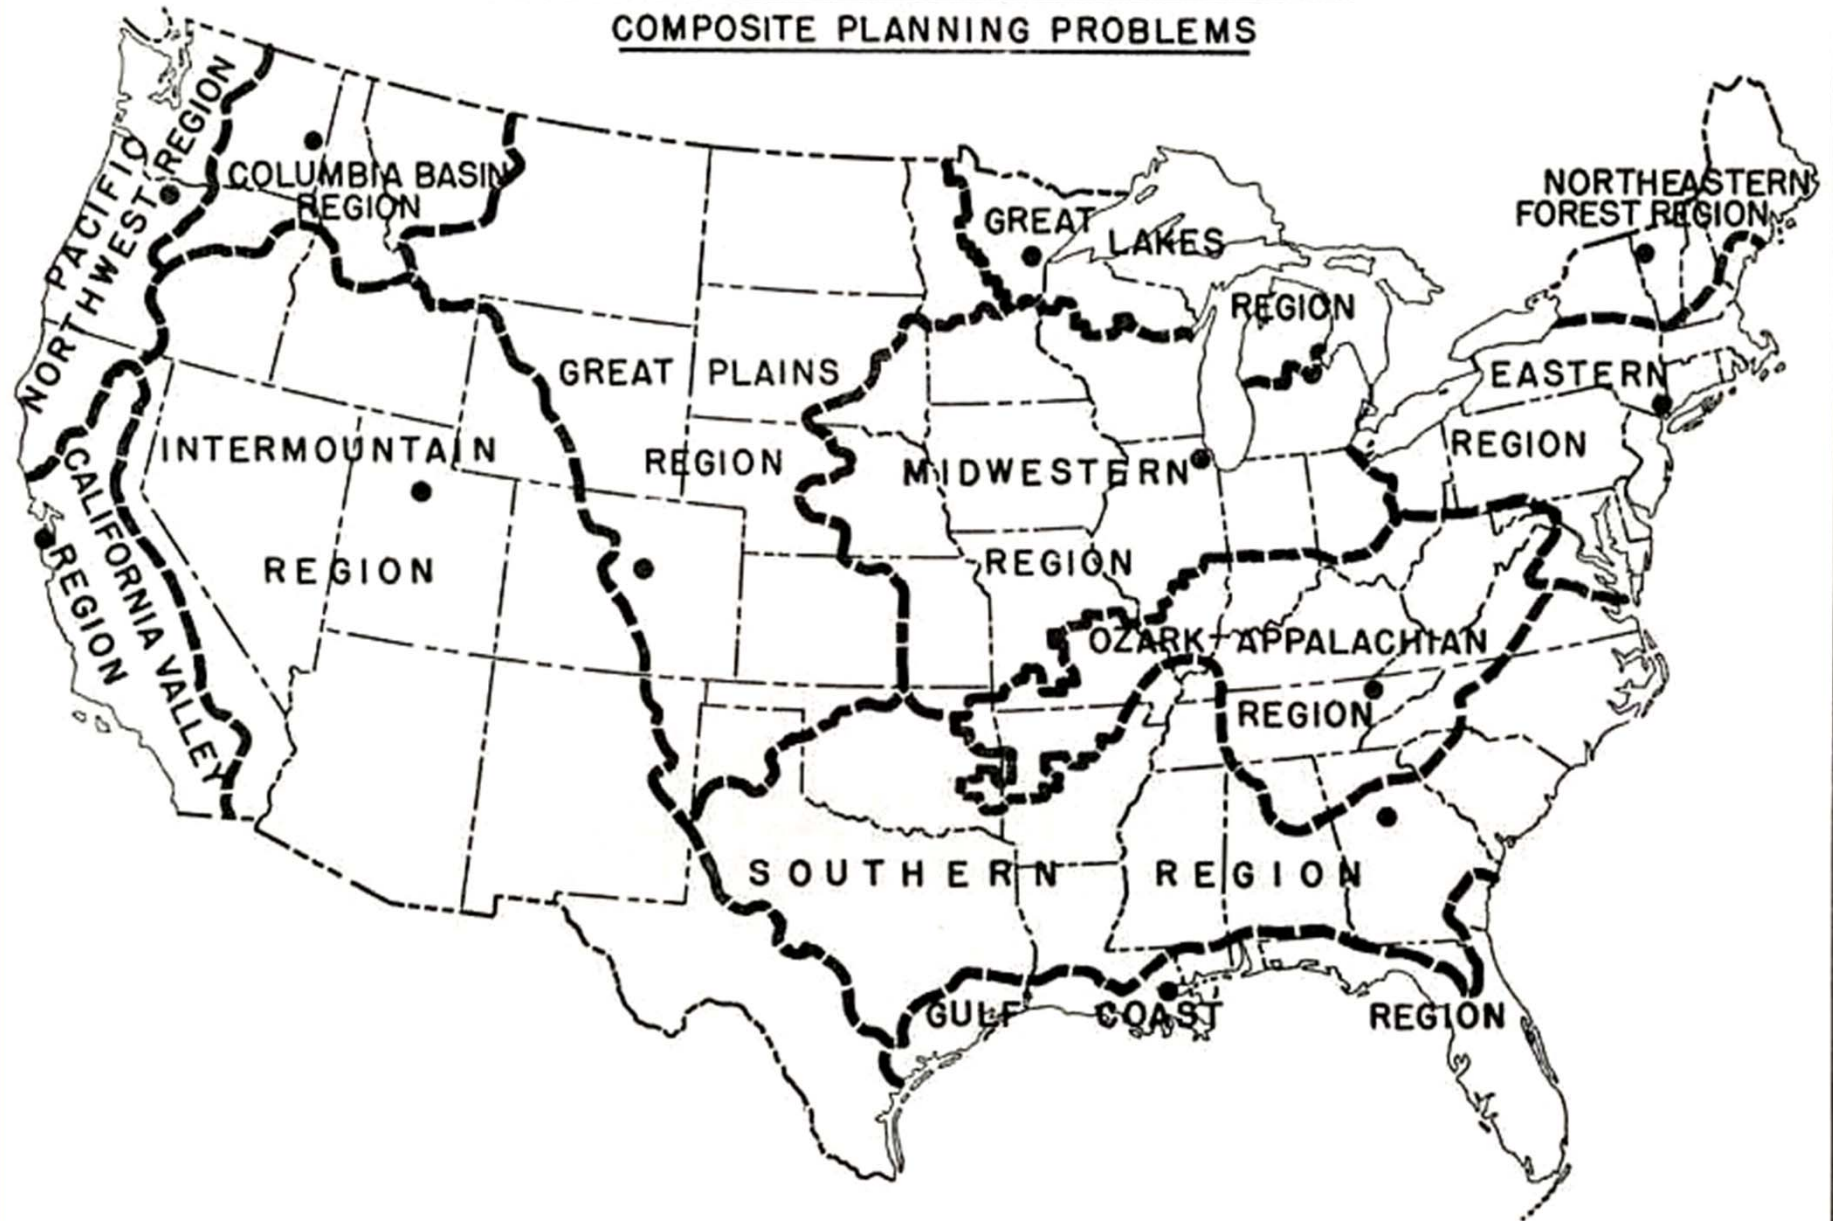 COMPOSITE PLANNING PROBLEMS
PACIFIC
NORTHWEST REGION
COLUMBIA BASIN
REGION
GREAT
LAKES
REGION
NORTHEASTERN
FOREST REGION
GREAT PLAINS
REGION
EASTERN
REGION
INTERMOUNTAIN
REGION
MIDWESTERN
REGION
CALIFORNIA VALLEY
REGION
OZARK-APPALACHIAN
REGION
SOUTHERN REGION
GULF COAST REGION